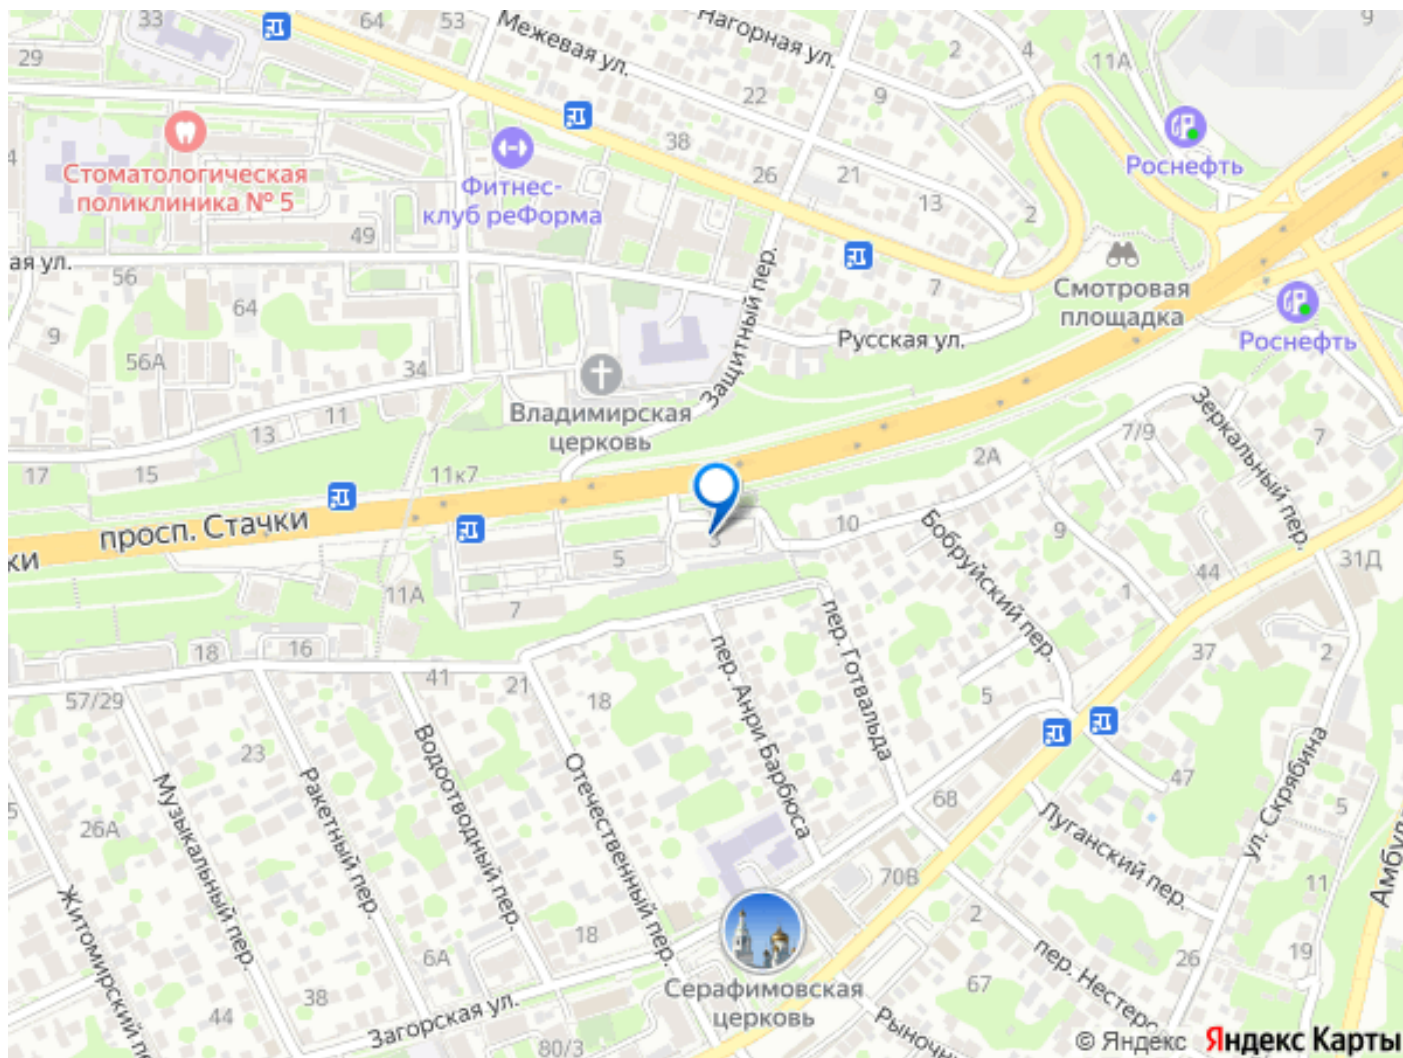 33
64
53
Межевая ул.
Нагорная ул.
2
4
11А
9
29
22
9
38
Роснефть
Стоматологическая
поликлиника № 5
Фитнес-
клуб реФорма
26
21
13
2
49
ая ул.
56
64
Защитный пер.
7
Смотровая
площадка
9
56А
34
Русская ул.
Роснефть
Владимирская
церковь
11
13
17
15
11к7
2А
7/9
Зеркальный пер.
7
просп. Стачки
ки
5
3
10
Бобруйский пер.
9
1
44
31Д
11А
7
18
16
57/29
41
21
18
пер. Анри Барбюса
пер. Готвальда
5
37
2
23
Музыкальный пер.
Ракетный пер.
Водоотводный пер.
Отечественный пер.
47
ул. Скрябина
5
26А
68
Луганский пер.
70В
11
Амбул
Житомирский пе
6А
18
2
19
38
44
67
26
пер. Нестерс
Серафимовская
церковь
Загорская ул.
80/3
Рыночн
© Яндекс Яндекс Карты